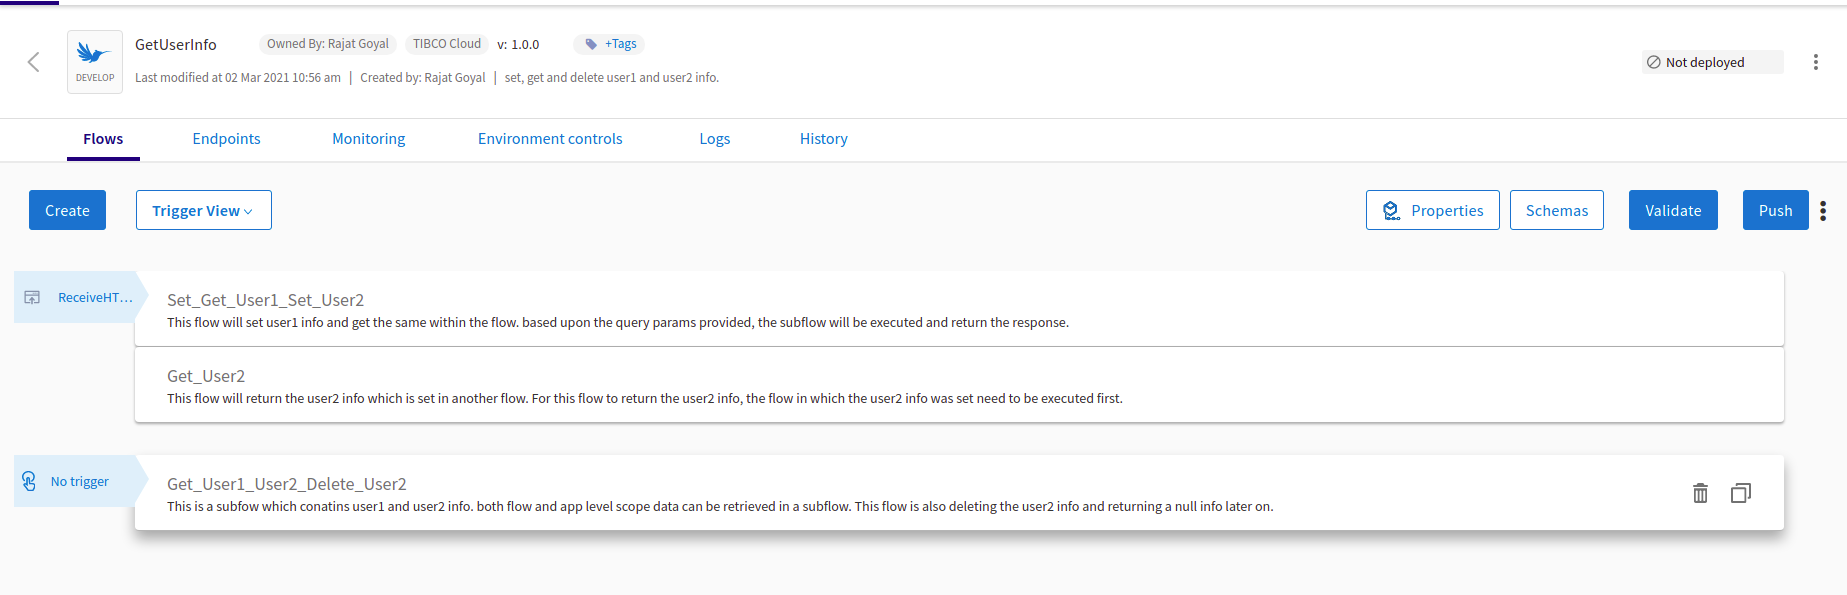 GetUserInfo Owned By: Rajat Goyal TIBCO Cloud v: 1.0.0 +Tags
DEVELOP
Last modified at 02 Mar 2021 10:56 am | Created by: Rajat Goyal | set, get and delete user1 and user2 info.
Not deployed
Flows Endpoints Monitoring Environment controls Logs History
Create Trigger View Properties Schemas Validate Push
ReceiveHT...
Set_Get_User1_Set_User2
This flow will set user1 info and get the same within the flow. based upon the query params provided, the subflow will be executed and return the response.
Get_User2
This flow will return the user2 info which is set in another flow. For this flow to return the user2 info, the flow in which the user2 info was set need to be executed first.
No trigger
Get_User1_User2_Delete_User2
This is a subfow which conatins user1 and user2 info. both flow and app level scope data can be retrieved in a subflow. This flow is also deleting the user2 info and returning a null info later on.